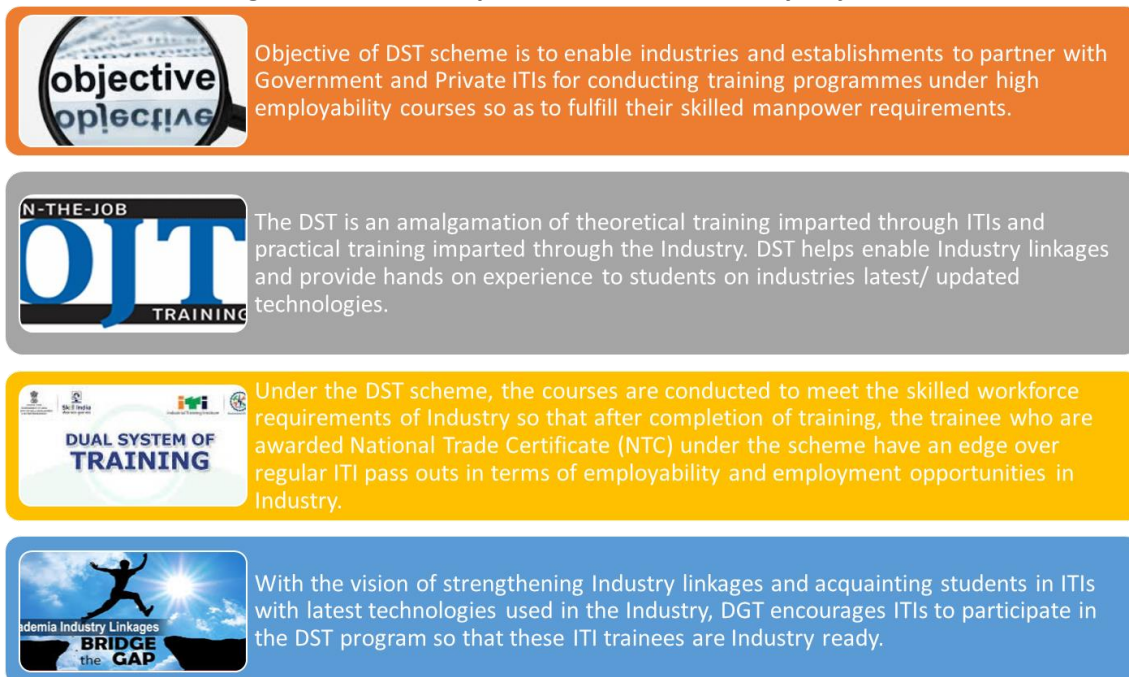 objective
objective
Objective of DST scheme is to enable industries and establishments to partner with
Government and Private ITIs for conducting training programmes under high
employability courses so as to fulfill their skilled manpower requirements.
N-THE-JOB
OJT
TRAINING
The DST is an amalgamation of theoretical training imparted through ITIs and
practical training imparted through the Industry. DST helps enable Industry linkages
and provide hands on experience to students on industries latest/ updated
technologies.
Skill India
iti
DUAL SYSTEM OF
TRAINING
Under the DST scheme, the courses are conducted to meet the skilled workforce
requirements of Industry so that after completion of training, the trainee who are
awarded National Trade Certificate (NTC) under the scheme have an edge over
regular ITI pass outs in terms of employability and employment opportunities in
Industry.
demia Industry Linkages
BRIDGE
the GAP
With the vision of strengthening Industry linkages and acquainting students in ITIs
with latest technologies used in the Industry, DGT encourages ITIs to participate in
the DST program so that these ITI trainees are Industry ready.